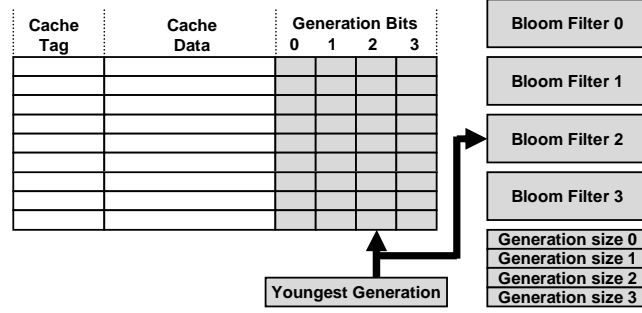 Cache Tag
Cache Data
Generation Bits
0 1 2 3
Bloom Filter 0
Bloom Filter 1
Bloom Filter 2
Bloom Filter 3
Generation size 0
Generation size 1
Generation size 2
Generation size 3
Youngest Generation